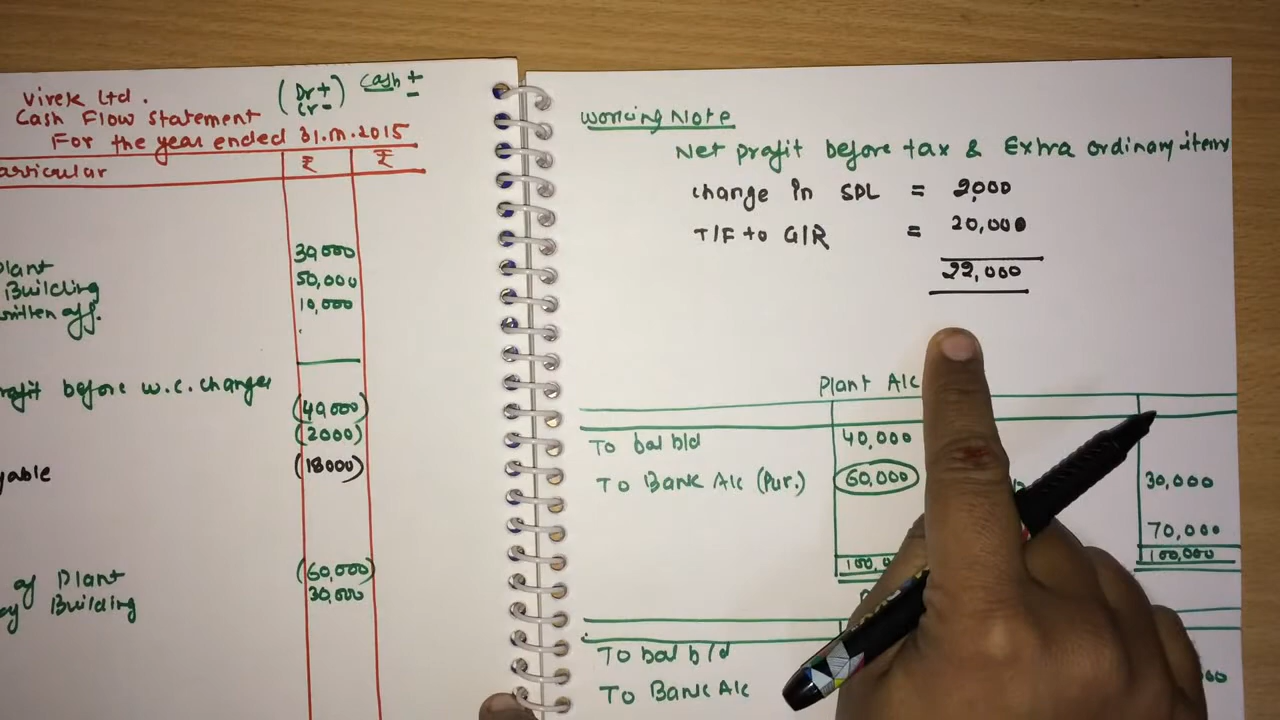 Vivek Ltd. (Dr+ Cr-) Cash + -
Cash Flow Statement
For the year ended 31.m.2015
articular ₹ ₹
Plant 30,000
Building 50,000
written off. 10,000
rofit before w.c. changes
(40,000)
(2000)
yable (18000)
of Plant (60,000)
Building 30,000
Working Note
Net profit before tax & Extra ordinary items
change in SPL = 2,000
T/F to G/R = 20,000
22,000
Plant A/c
To bal b/d 40,000
To Bank A/c (Pur.) 60,000 30,000
70,000
100,000
To bal b/d
To Bank A/c